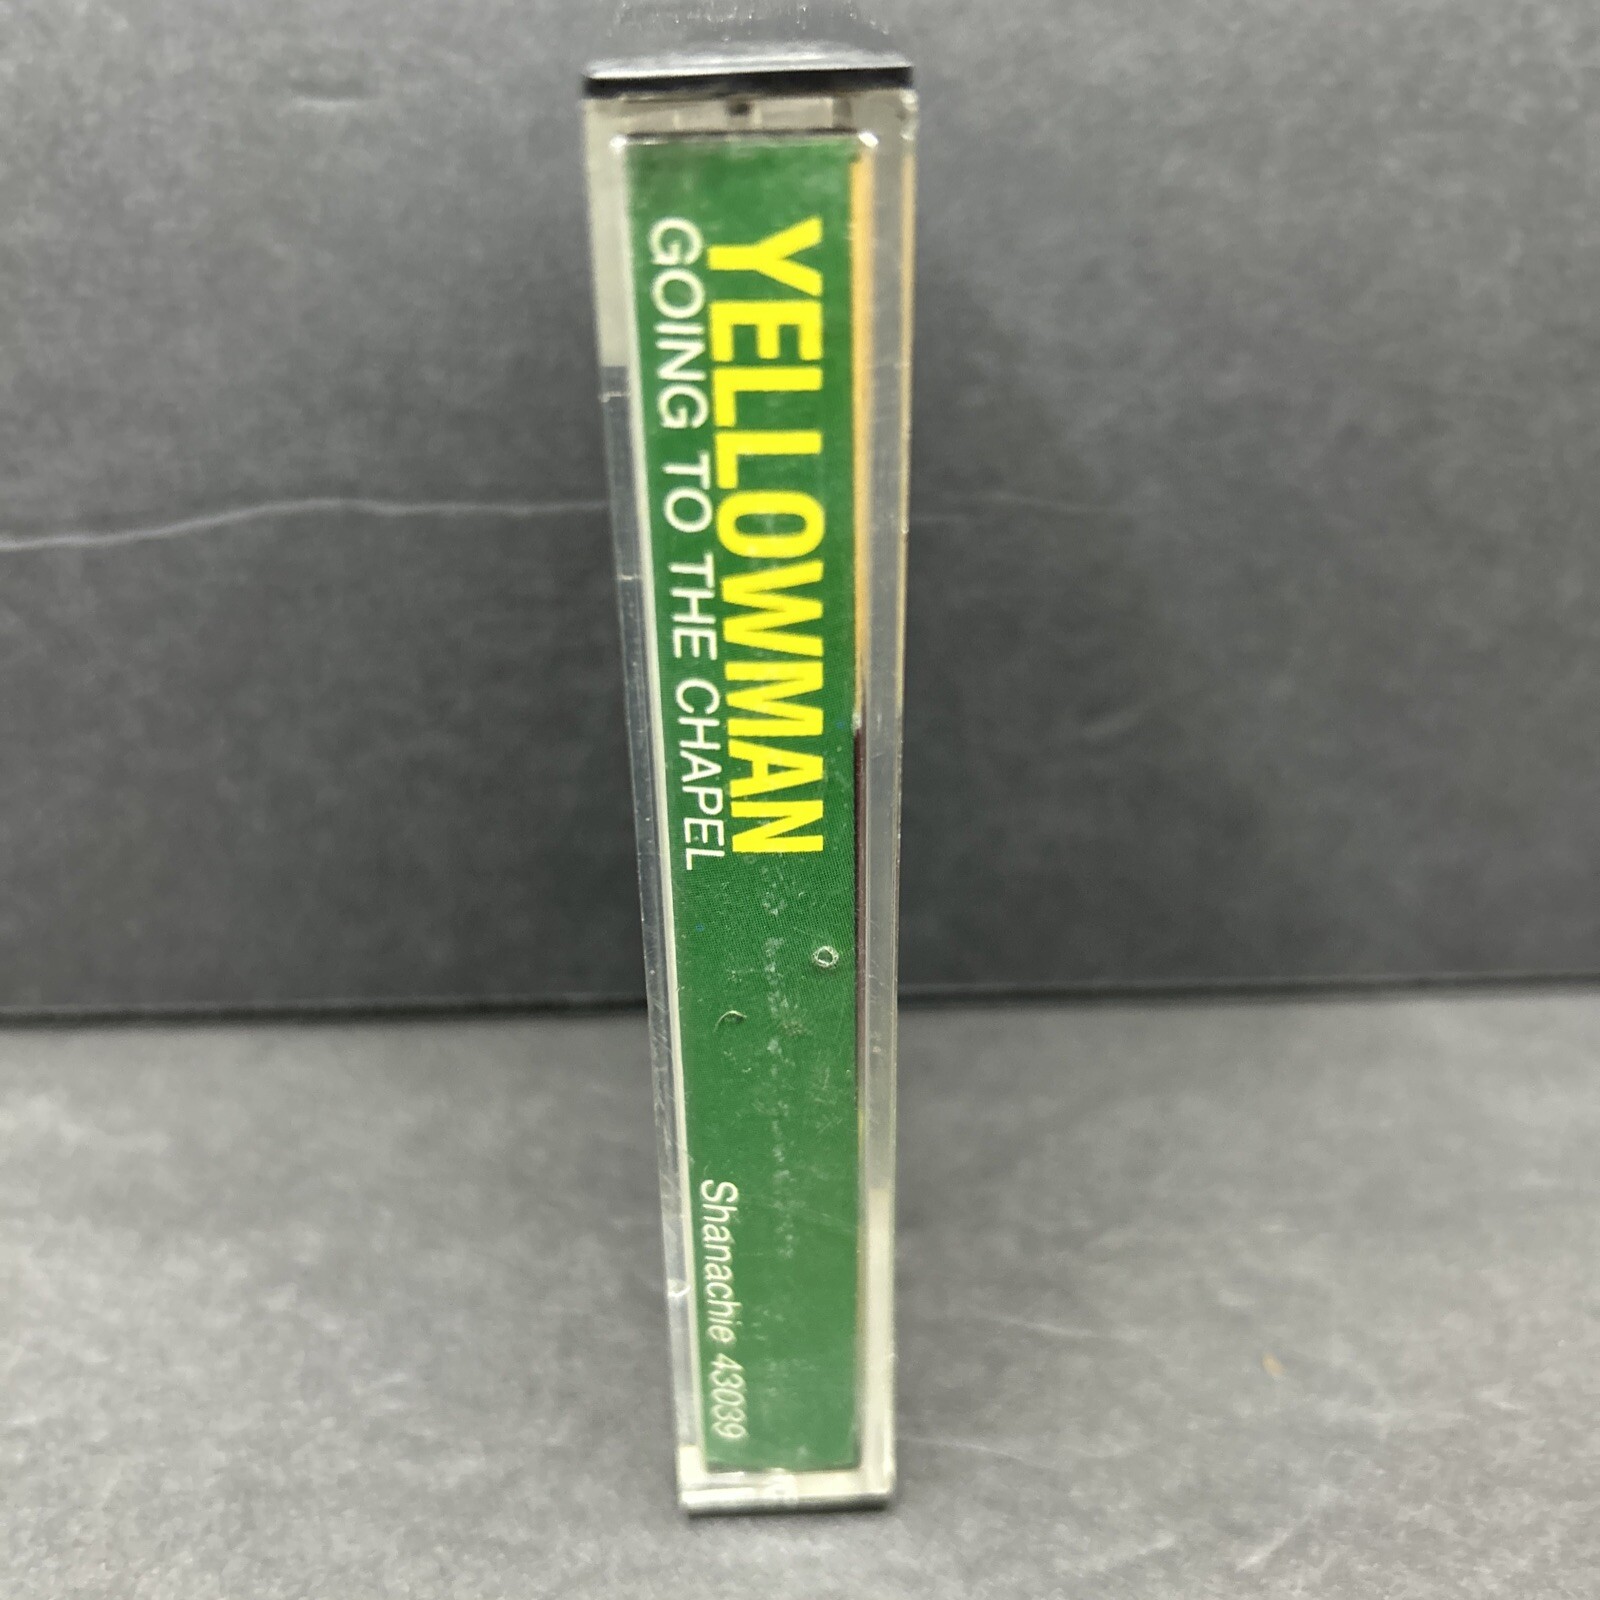 YELLOWMAN
GOING TO THE CHAPEL
Shanachie 43039